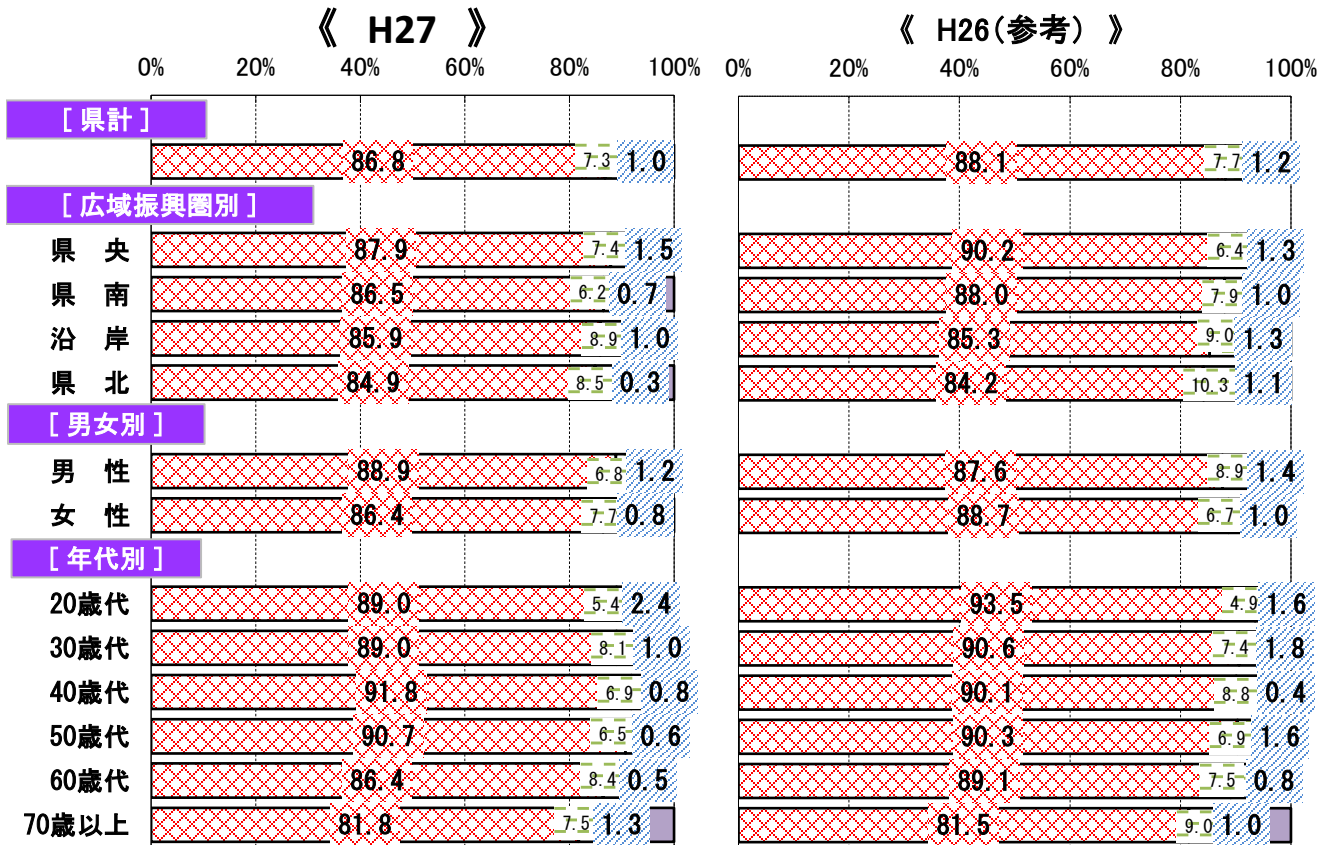 《 H27 》 《 H26(参考) 》
0% 20% 40% 60% 80% 100% 0% 20% 40% 60% 80% 100%
[ 県計 ]
86.8 7.3 1.0 88.1 7.7 1.2
[ 広域振興圏別 ]
県 央 87.9 7.4 1.5 90.2 6.4 1.3
県 南 86.5 6.2 0.7 88.0 7.9 1.0
沿 岸 85.9 8.9 1.0 85.3 9.0 1.3
県 北 84.9 8.5 0.3 84.2 10.3 1.1
[ 男女別 ]
男 性 88.9 6.8 1.2 87.6 8.9 1.4
女 性 86.4 7.7 0.8 88.7 6.7 1.0
[ 年代別 ]
20歳代 89.0 5.4 2.4 93.5 4.9 1.6
30歳代 89.0 8.1 1.0 90.6 7.4 1.8
40歳代 91.8 6.9 0.8 90.1 8.8 0.4
50歳代 90.7 6.5 0.6 90.3 6.9 1.6
60歳代 86.4 8.4 0.5 89.1 7.5 0.8
70歳以上 81.8 7.5 1.3 81.5 9.0 1.0